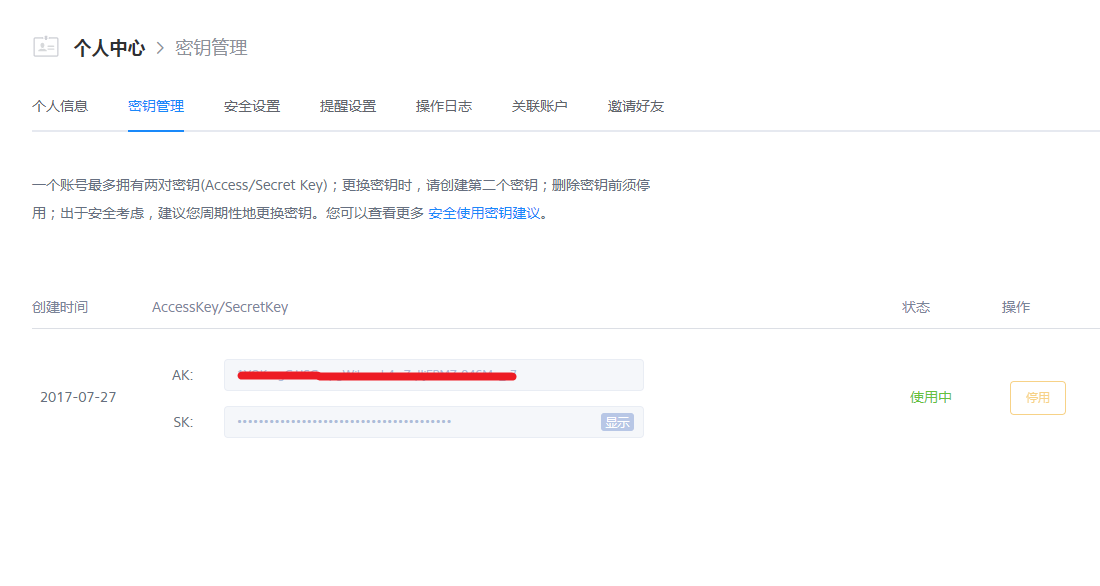 个人中心 > 密钥管理
个人信息 密钥管理 安全设置 提醒设置 操作日志 关联账户 邀请好友
一个账号最多拥有两对密钥(Access/Secret Key)；更换密钥时，请创建第二个密钥；删除密钥前须停
用；出于安全考虑，建议您周期性地更换密钥。您可以查看更多 安全使用密钥建议。
创建时间 AccessKey/SecretKey 状态 操作
AK:
2017-07-27 使用中 停用
SK: 显示